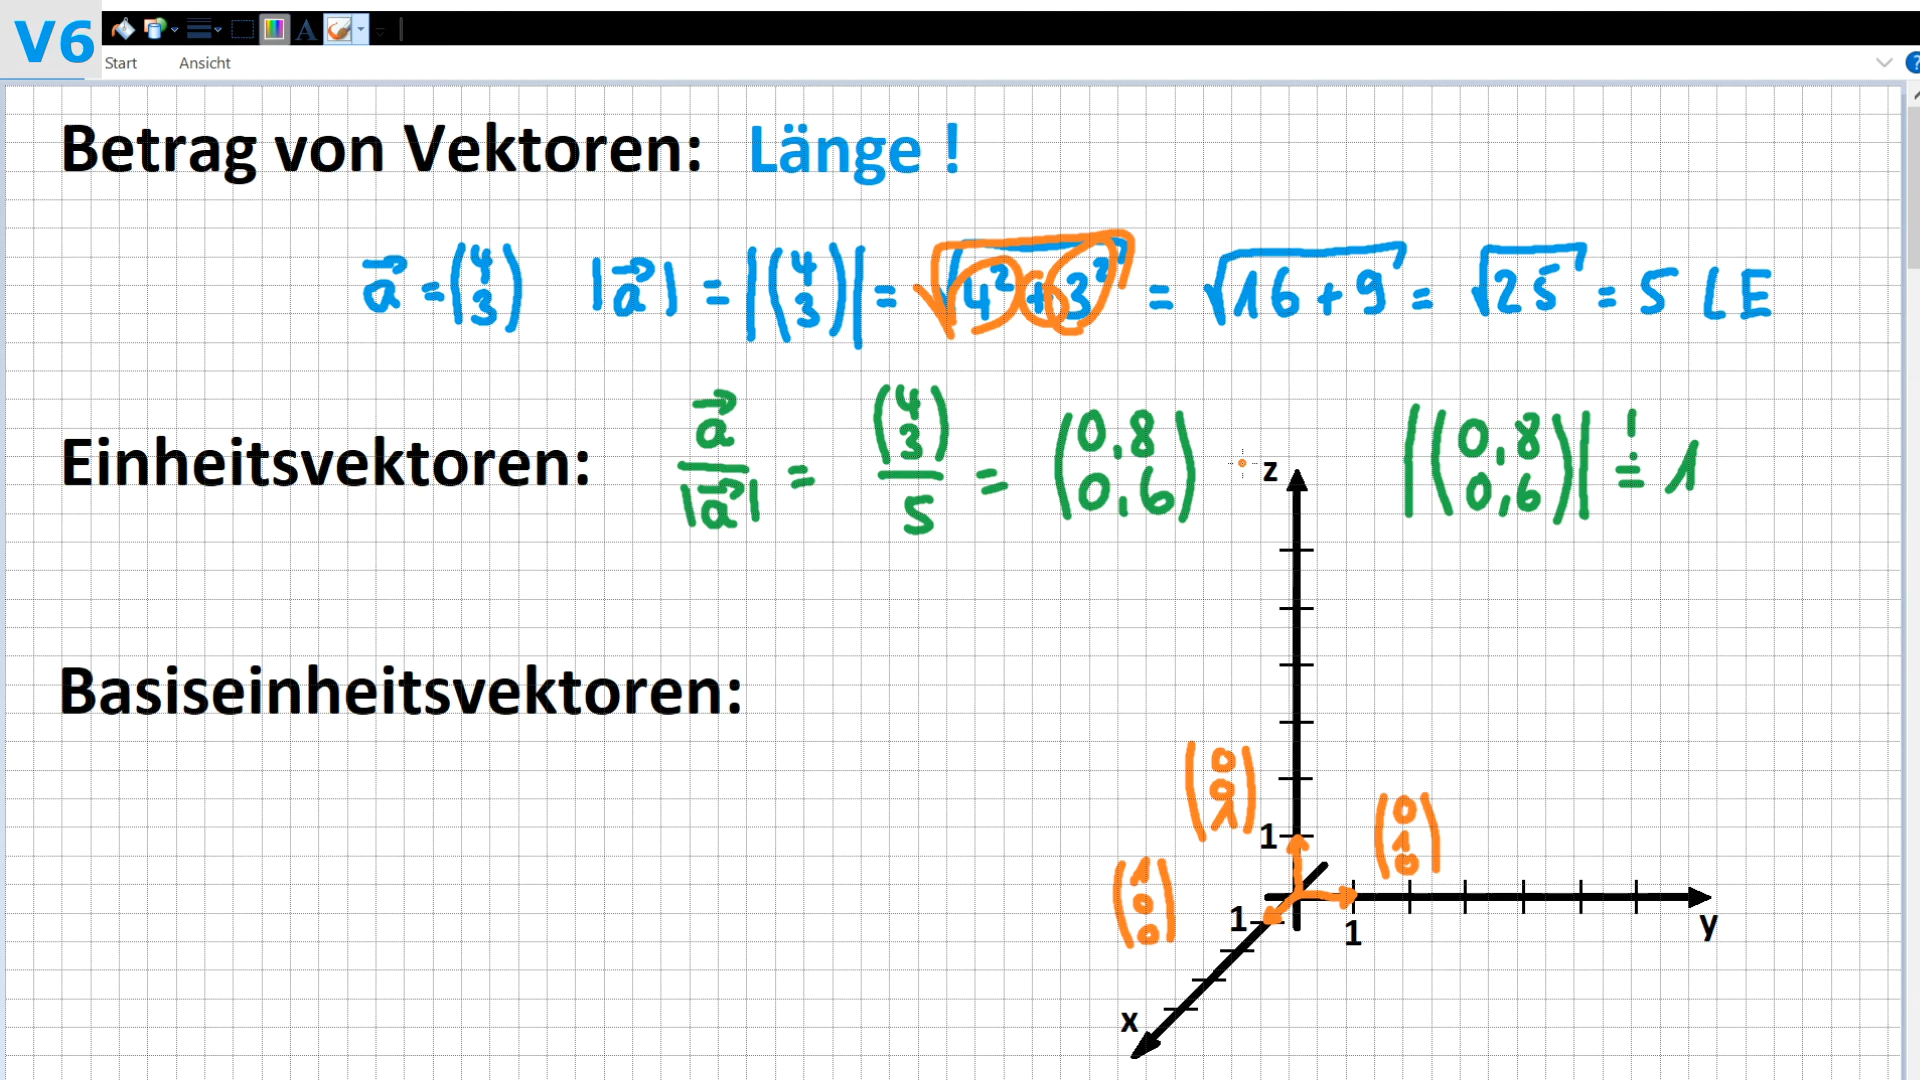 V6
Start Ansicht
?
Betrag von Vektoren: Länge !
a⃗ = (4 3) |a⃗| = |(4 3)| = √(4² + 3²) = √(16 + 9) = √25 = 5 LE
Einheitsvektoren: a⃗ / |a⃗| = (4 3) / 5 = (0,8 0,6) |(0,8 0,6)| != 1
z
Basiseinheitsvektoren:
(0 0 1)
(0 1 0)
1
(1 0 0)
1
1
y
x